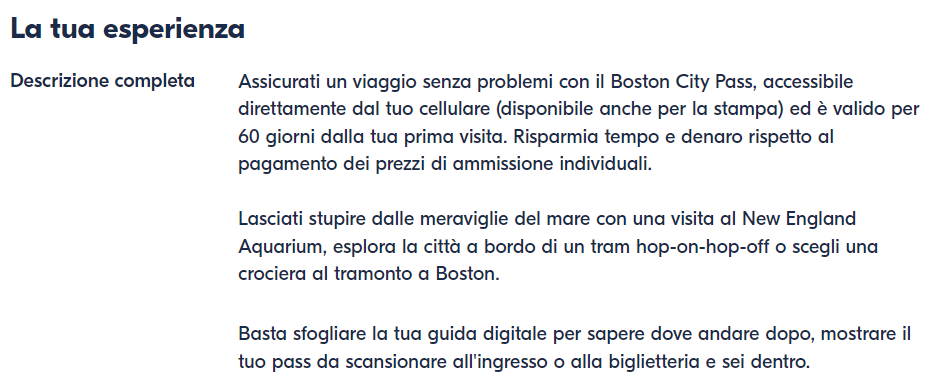 La tua esperienza
Descrizione completa
Assicurati un viaggio senza problemi con il Boston City Pass, accessibile
direttamente dal tuo cellulare (disponibile anche per la stampa) ed è valido per
60 giorni dalla tua prima visita. Risparmia tempo e denaro rispetto al
pagamento dei prezzi di ammissione individuali.
Lasciati stupire dalle meraviglie del mare con una visita al New England
Aquarium, esplora la città a bordo di un tram hop-on-hop-off o scegli una
crociera al tramonto a Boston.
Basta sfogliare la tua guida digitale per sapere dove andare dopo, mostrare il
tuo pass da scansionare all'ingresso o alla biglietteria e sei dentro.